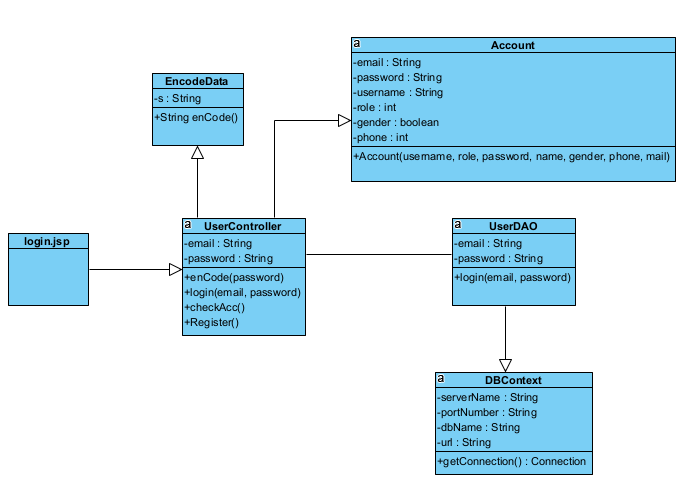 a
Account
-email : String
-password : String
-username : String
-role : int
-gender : boolean
-phone : int
+Account(username, role, password, name, gender, phone, mail)
EncodeData
-s : String
+String enCode()
login.jsp
a
UserController
-email : String
-password : String
+enCode(password)
+login(email, password)
+checkAcc()
+Register()
a
UserDAO
-email : String
-password : String
+login(email, password)
a
DBContext
-serverName : String
-portNumber : String
-dbName : String
-url : String
+getConnection() : Connection